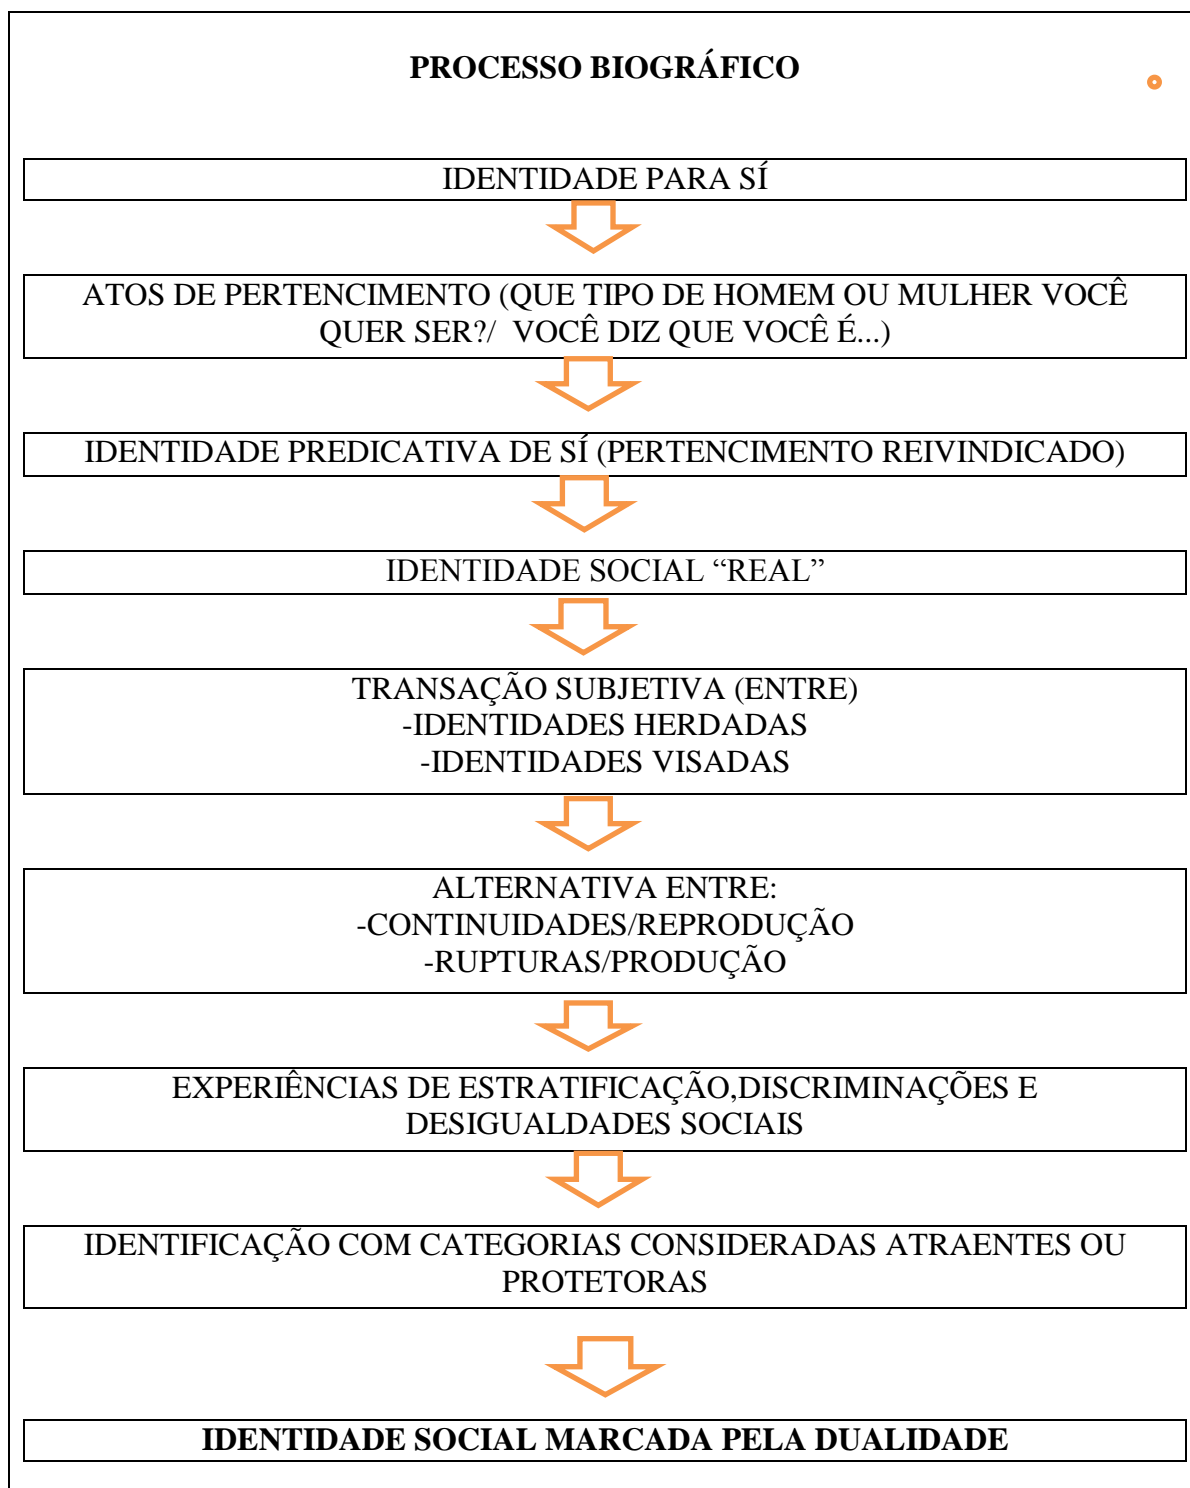 PROCESSO BIOGRÁFICO
IDENTIDADE PARA SÍ
ATOS DE PERTENCIMENTO (QUE TIPO DE HOMEM OU MULHER VOCÊ
QUER SER?/ VOCÊ DIZ QUE VOCÊ É...)
IDENTIDADE PREDICATIVA DE SÍ (PERTENCIMENTO REIVINDICADO)
IDENTIDADE SOCIAL “REAL”
TRANSAÇÃO SUBJETIVA (ENTRE)
-IDENTIDADES HERDADAS
-IDENTIDADES VISADAS
ALTERNATIVA ENTRE:
-CONTINUIDADES/REPRODUÇÃO
-RUPTURAS/PRODUÇÃO
EXPERIÊNCIAS DE ESTRATIFICAÇÃO,DISCRIMINAÇÕES E
DESIGUALDADES SOCIAIS
IDENTIFICAÇÃO COM CATEGORIAS CONSIDERADAS ATRAENTES OU
PROTETORAS
IDENTIDADE SOCIAL MARCADA PELA DUALIDADE